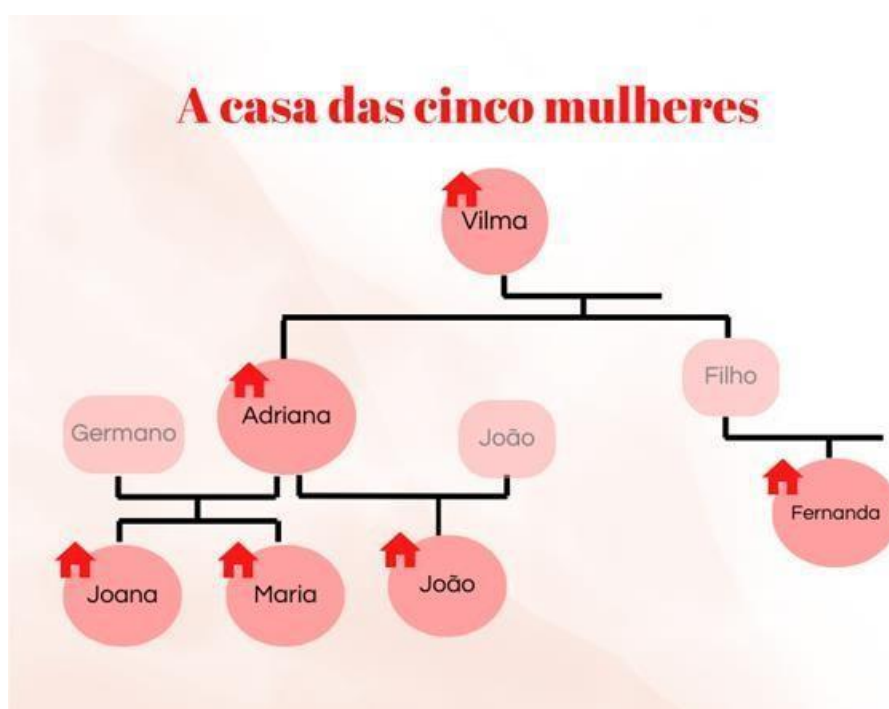 A casa das cinco mulheres
Vilma
Filho
Adriana
Germano
João
Fernanda
Joana
Maria
João